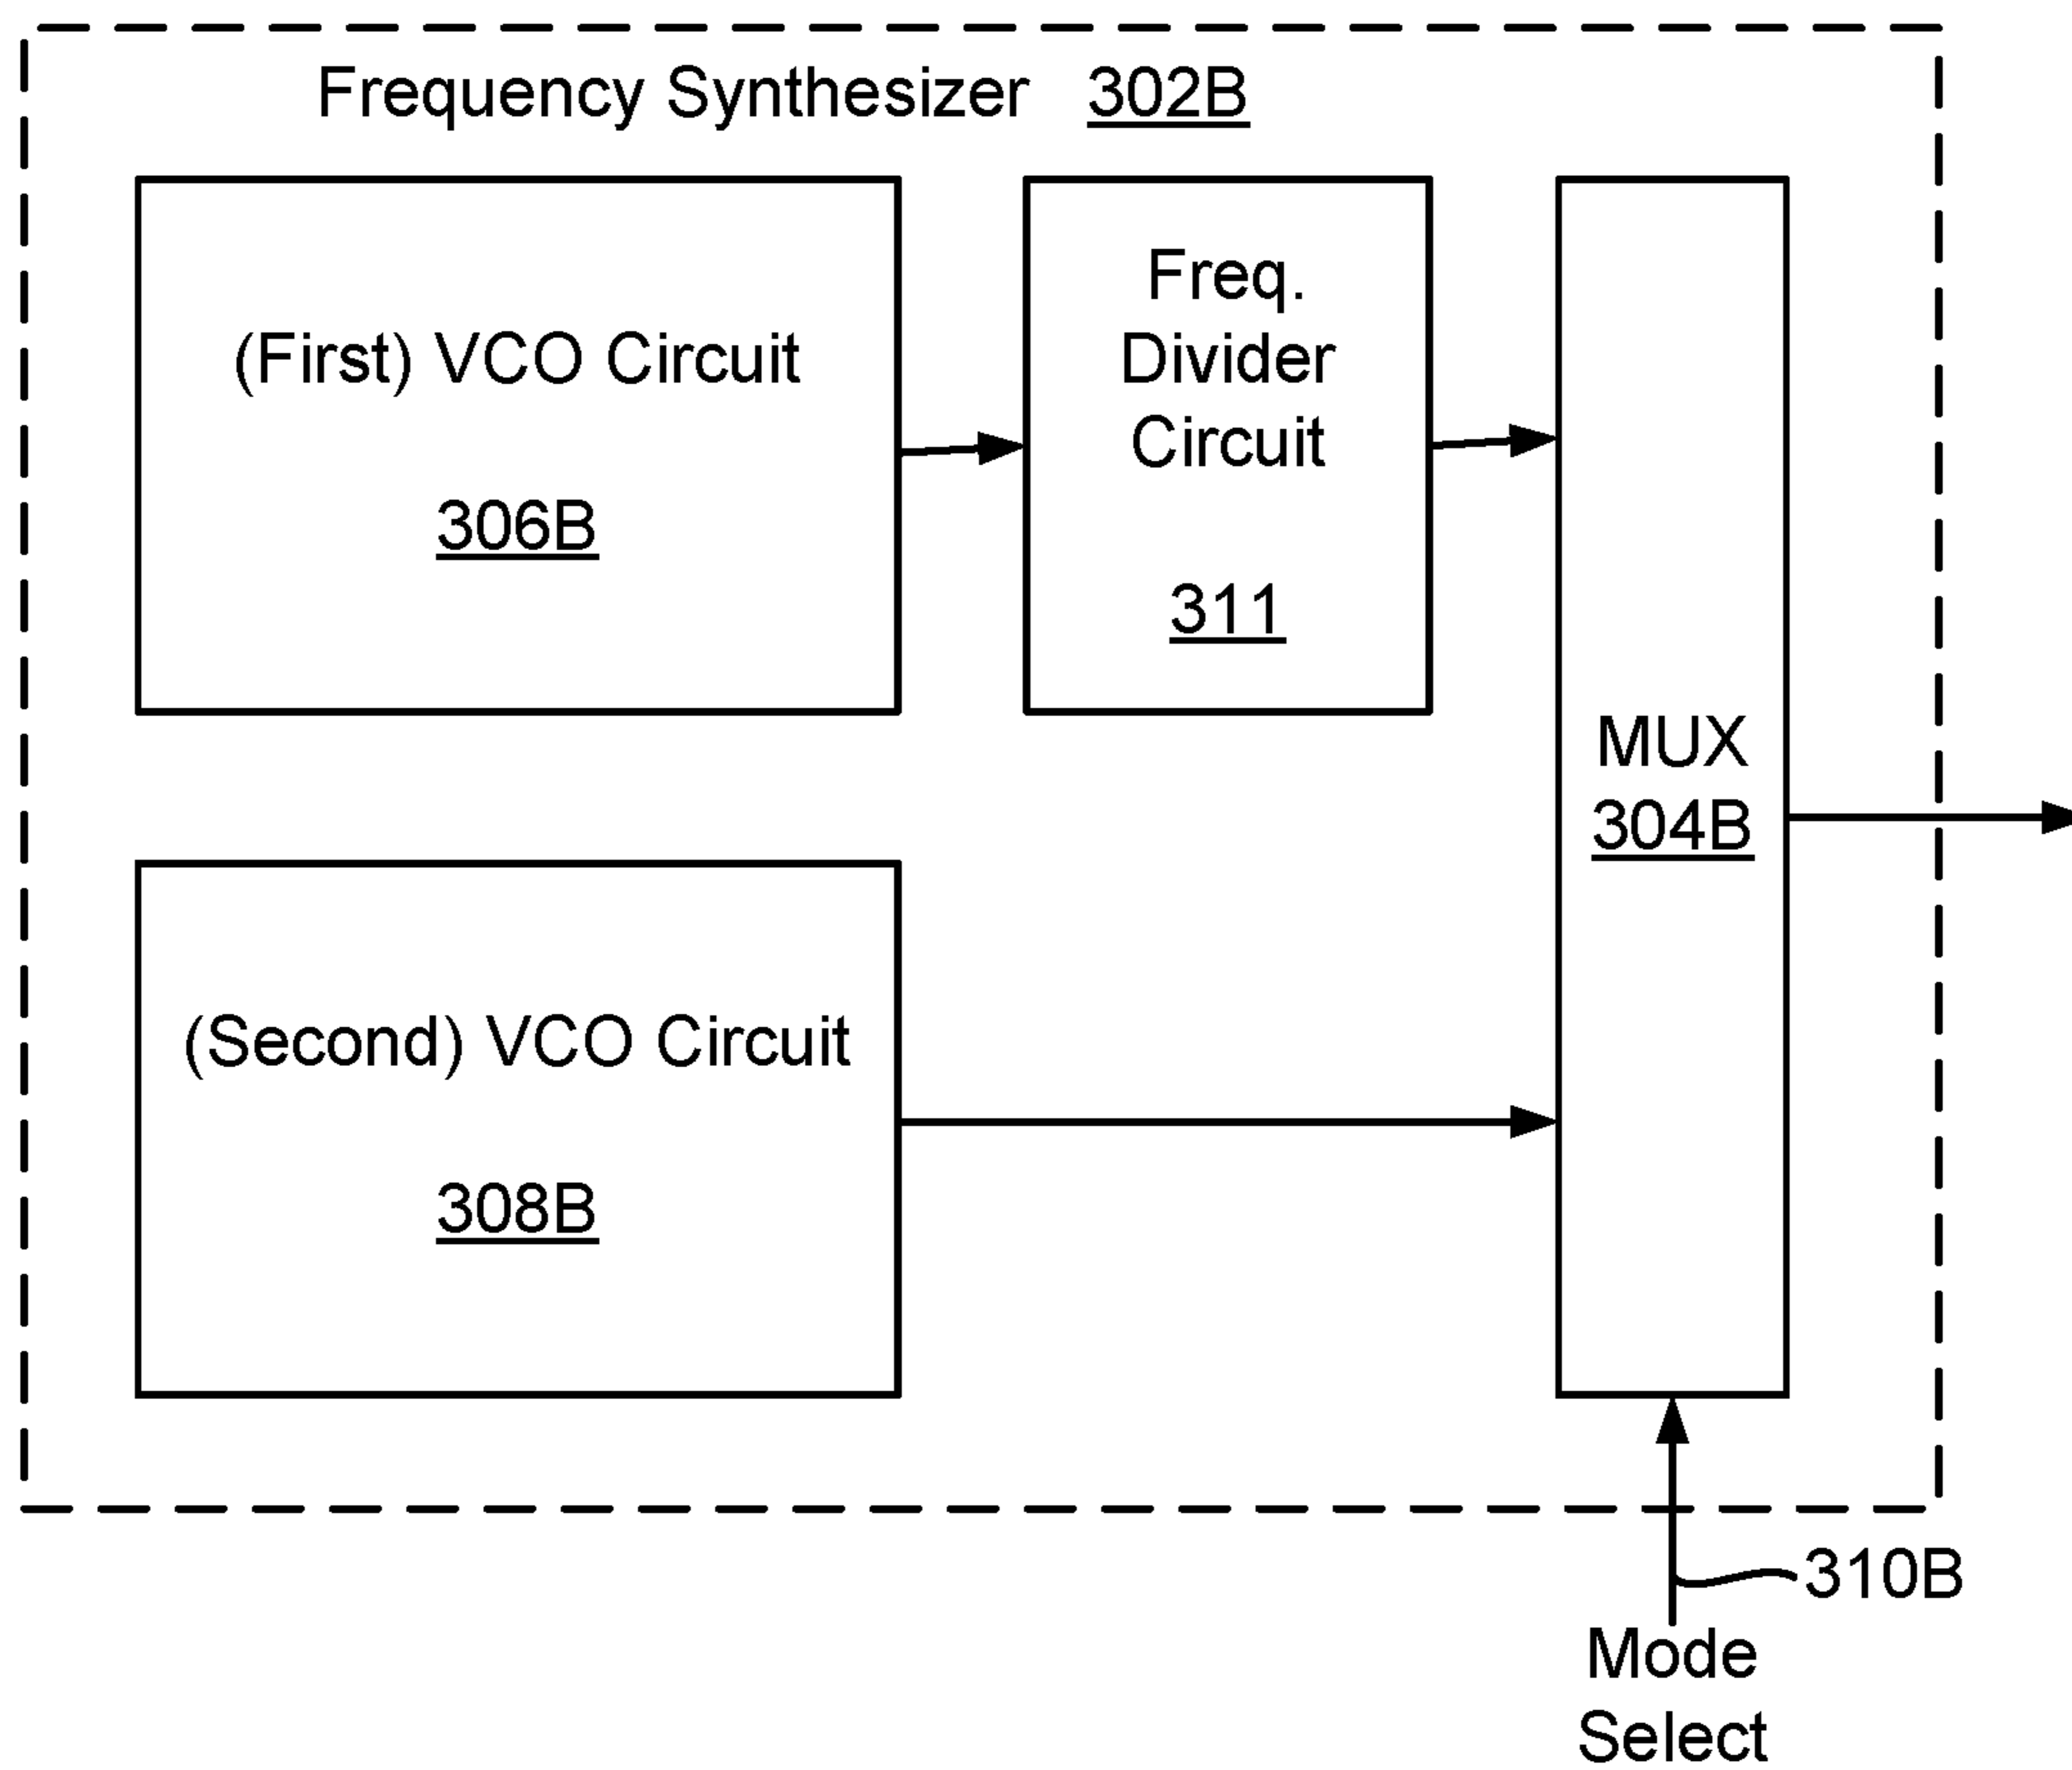 Frequency Synthesizer 302B
(First) VCO Circuit
306B
Freq.
Divider
Circuit
311
MUX
304B
(Second) VCO Circuit
308B
310B
Mode
Select